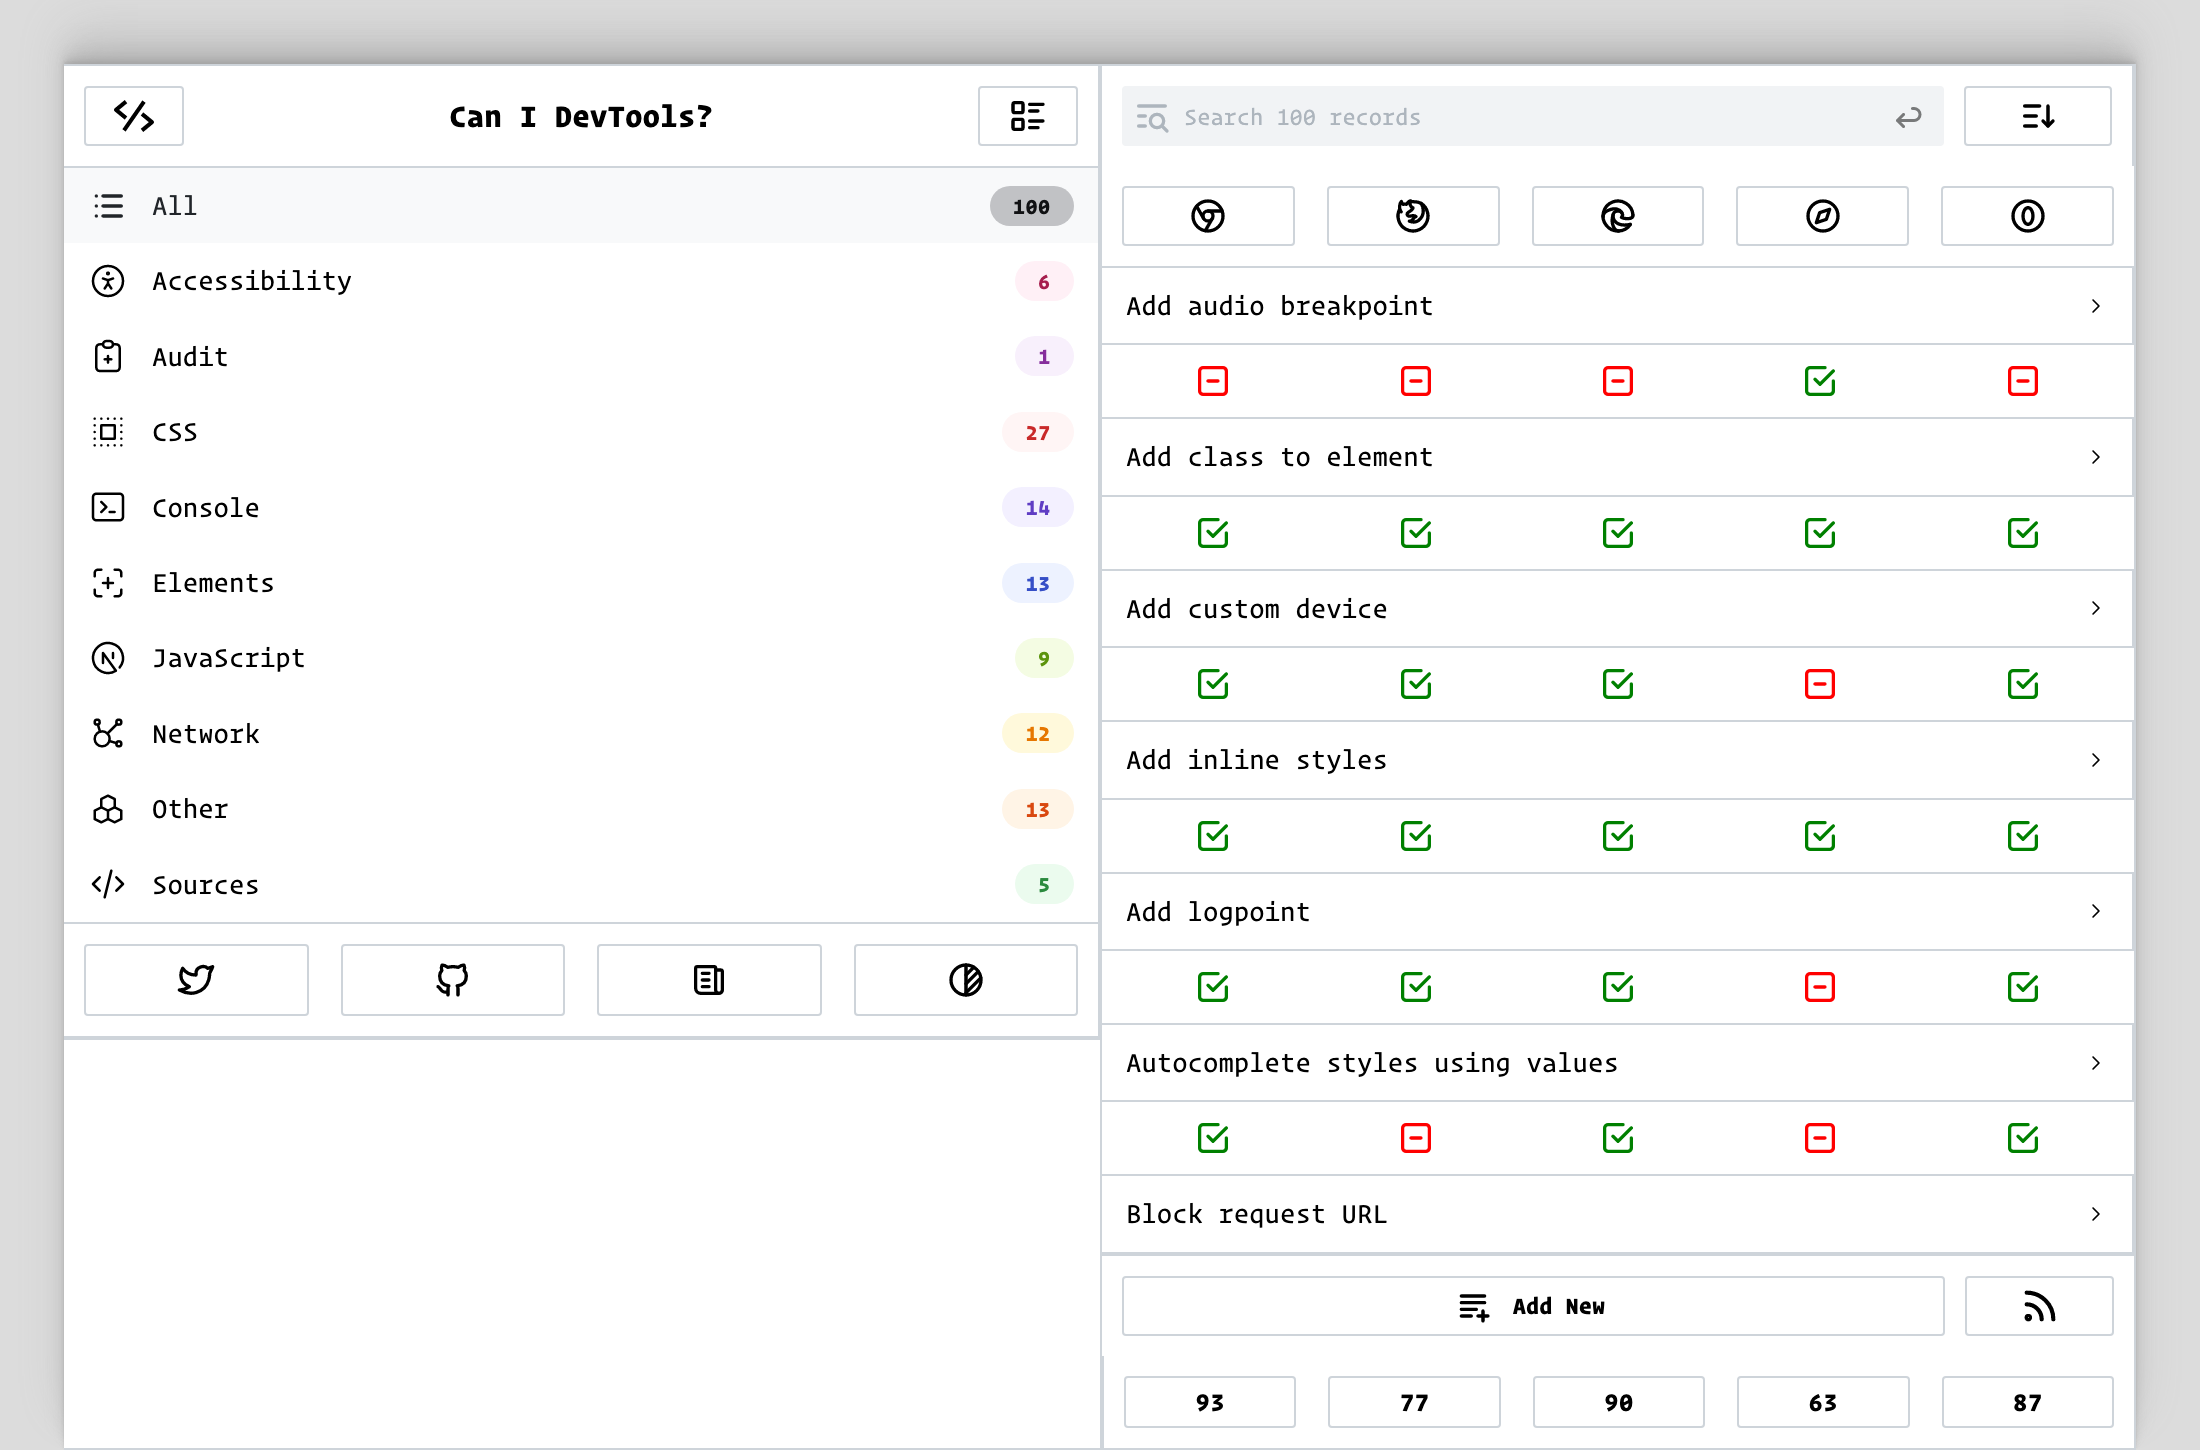 Can I DevTools?
All 100
Accessibility 6
Audit 1
CSS 27
Console 14
Elements 13
JavaScript 9
Network 12
Other 13
Sources 5
Search 100 records
Add audio breakpoint
Add class to element
Add custom device
Add inline styles
Add logpoint
Autocomplete styles using values
Block request URL
Add New
93 77 90 63 87